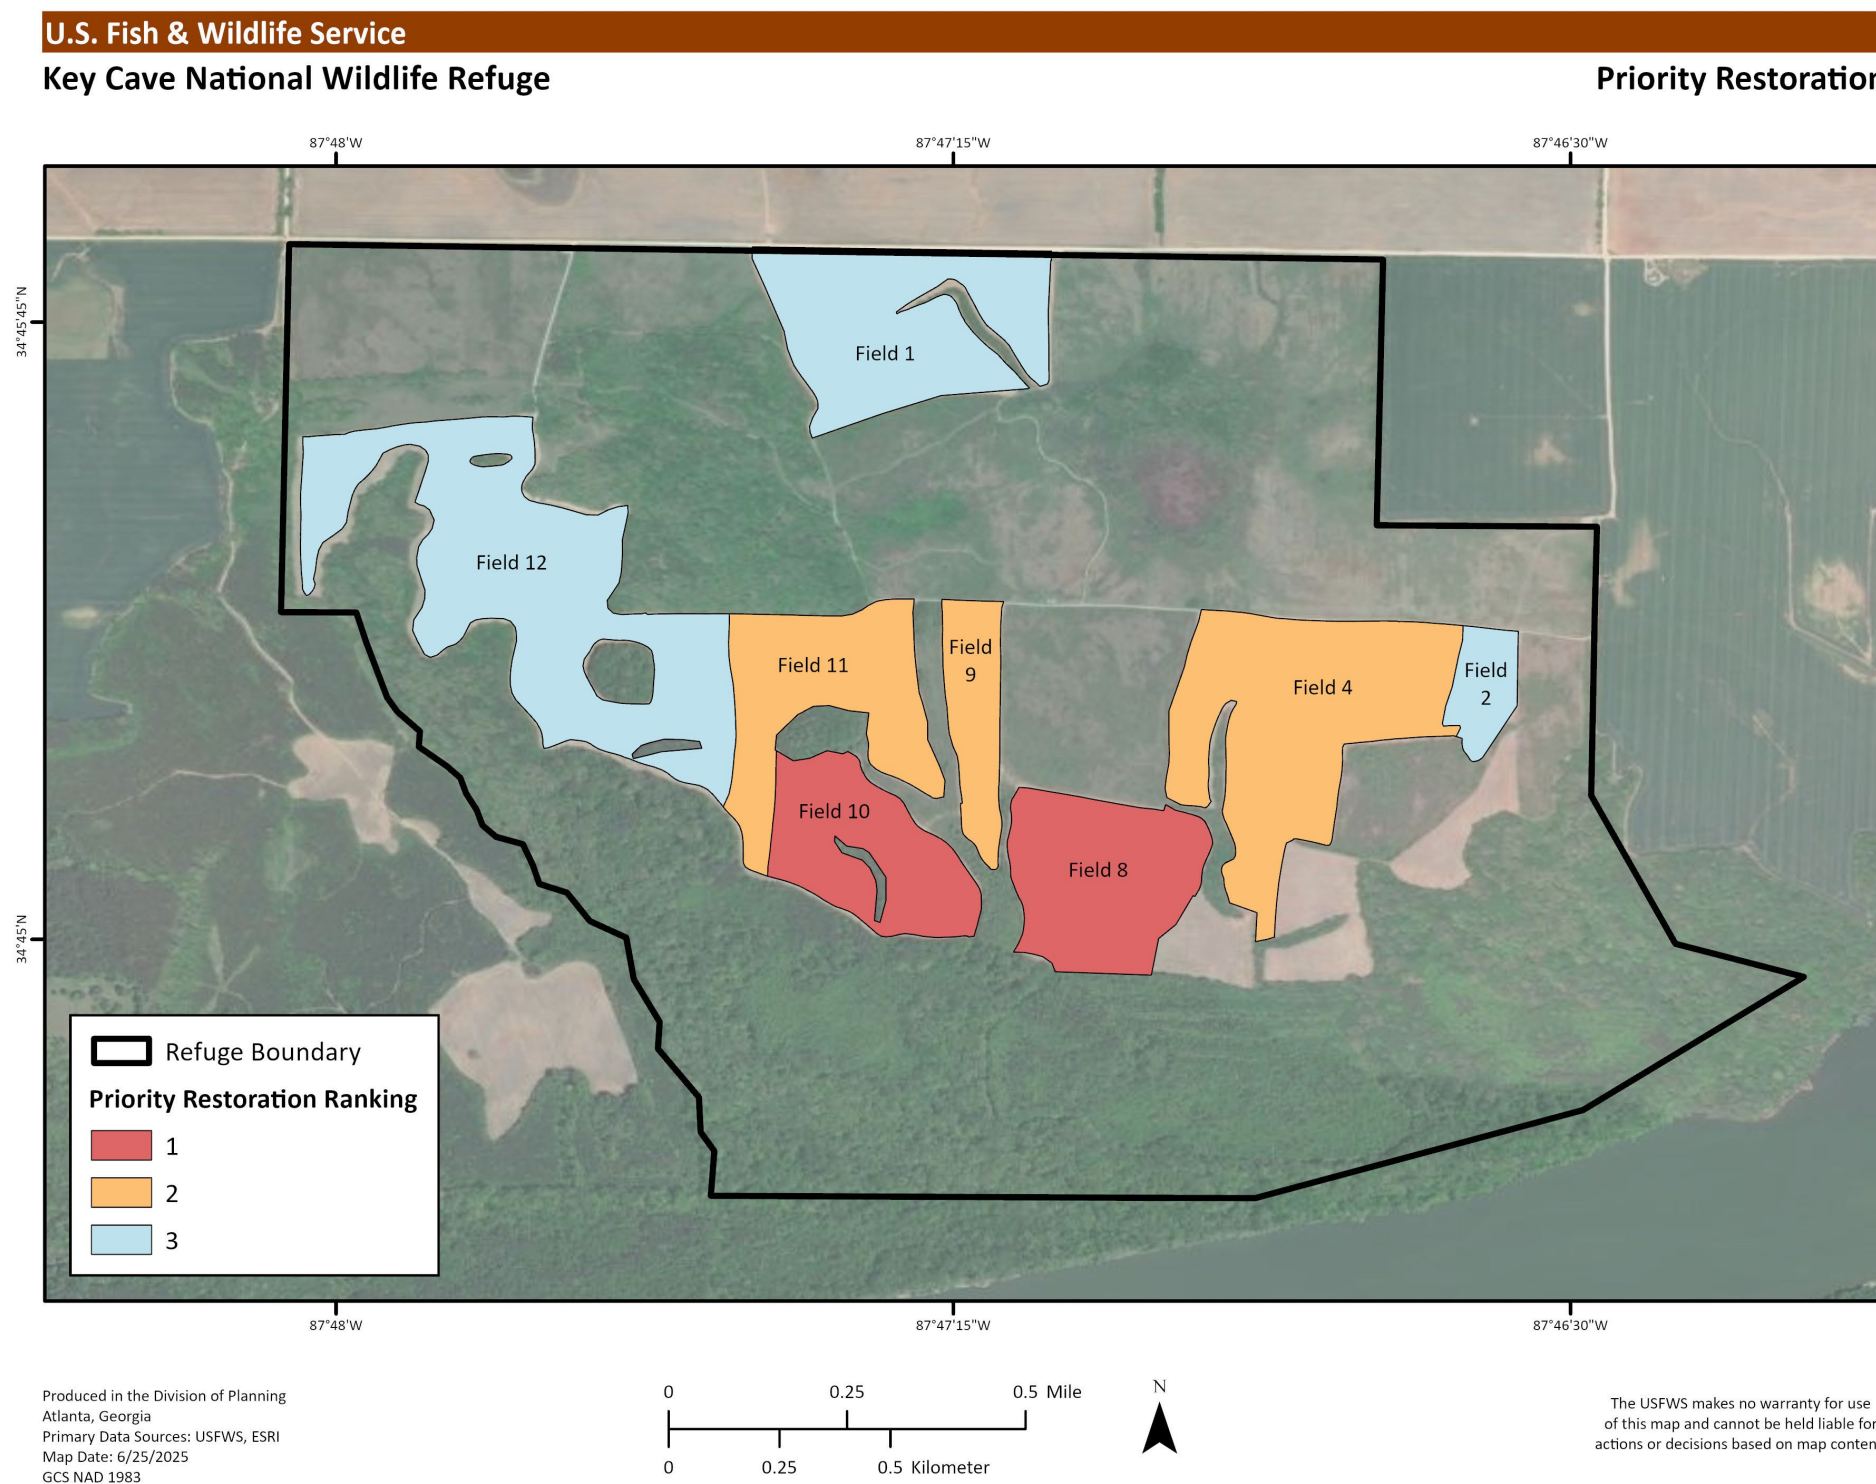 U.S. Fish & Wildlife Service
Key Cave National Wildlife Refuge
Priority Restoration
87°48'W
87°47'15"W
87°46'30"W
34°45'45"N
Field 1
Field 12
Field 11
Field
9
Field 4
Field
2
Field 10
Field 8
34°45'N
Refuge Boundary
Priority Restoration Ranking
1
2
3
87°48'W
87°47'15"W
87°46'30"W
Produced in the Division of Planning
Atlanta, Georgia
Primary Data Sources: USFWS, ESRI
Map Date: 6/25/2025
GCS NAD 1983
0 0.25 0.5 Mile
0 0.25 0.5 Kilometer
N
The USFWS makes no warranty for use
of this map and cannot be held liable for
actions or decisions based on map conten